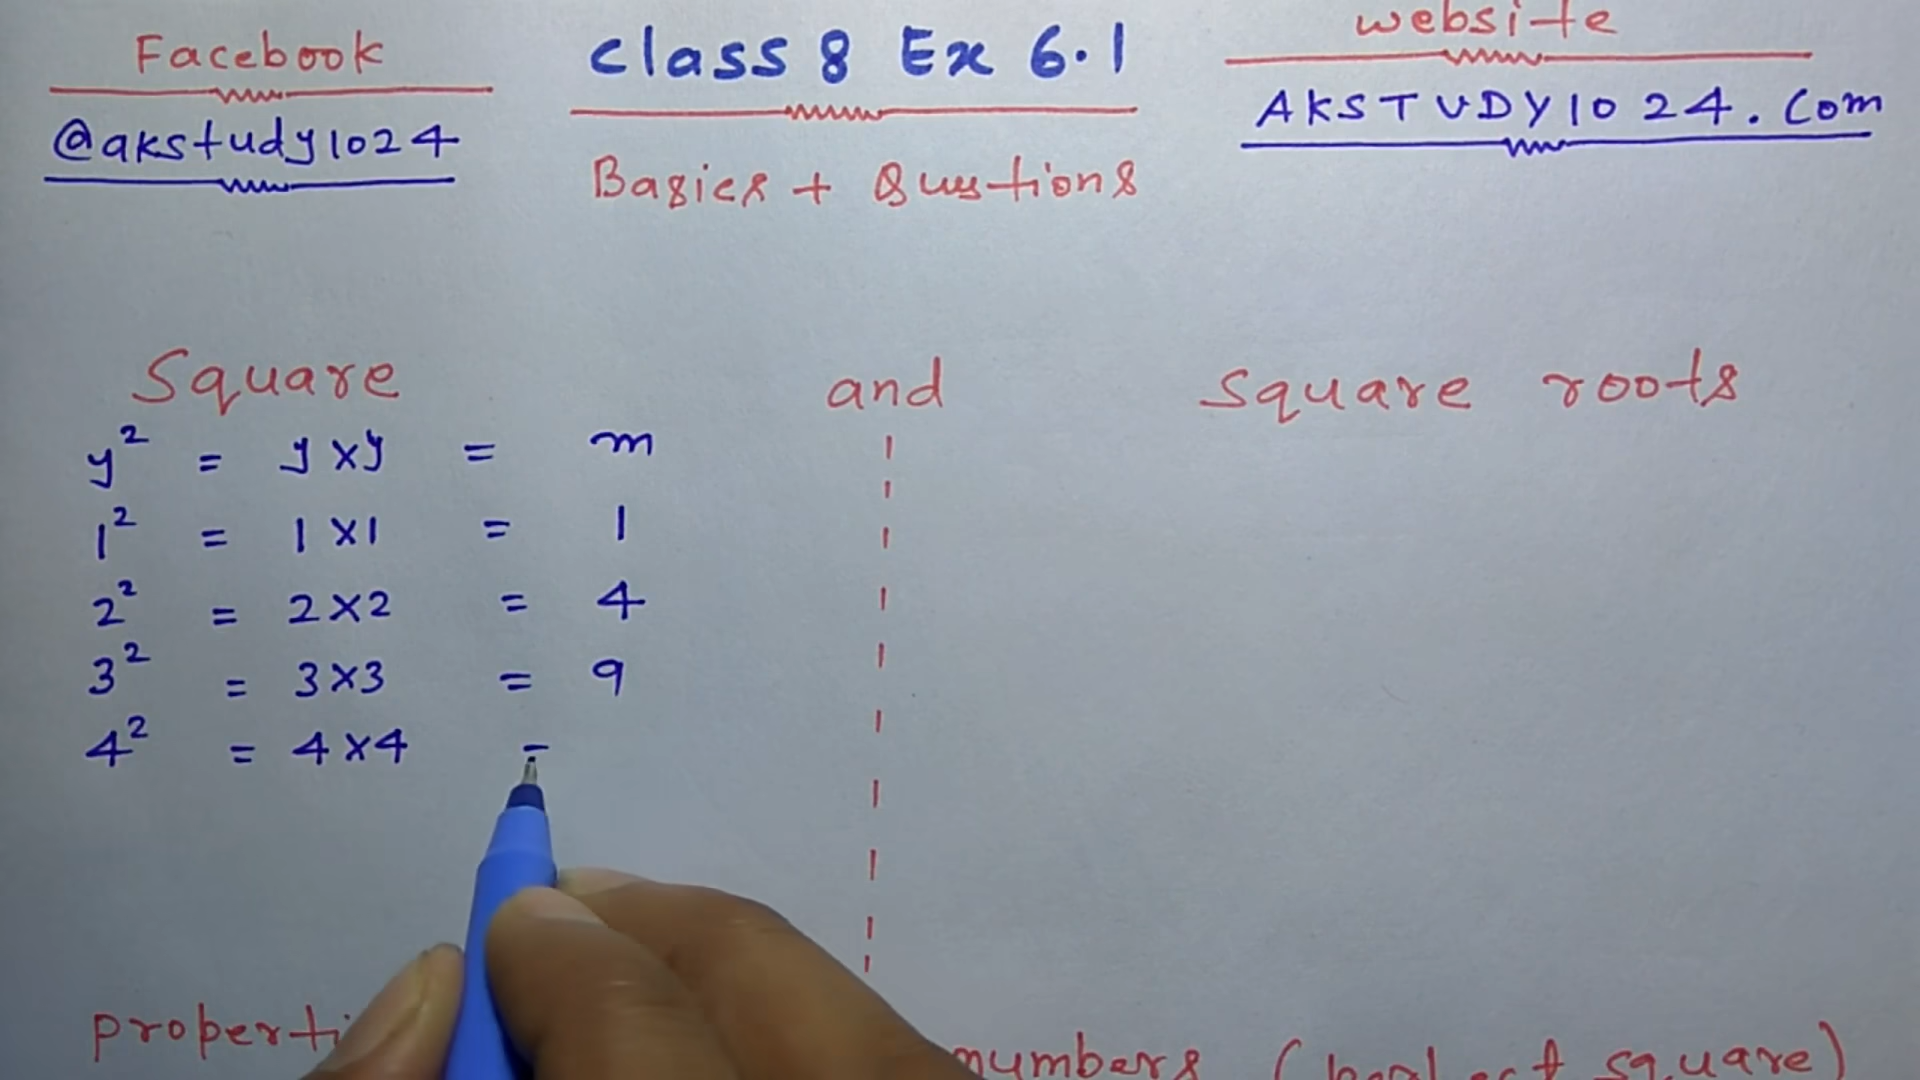 Facebook
@akstudy1024
Class 8 Ex 6.1
Basics + Questions
website
AKSTUDY1024.Com
Square and Square roots
y² = y×y = m
1² = 1×1 = 1
2² = 2×2 = 4
3² = 3×3 = 9
4² = 4×4 =
numbers (perfect square)